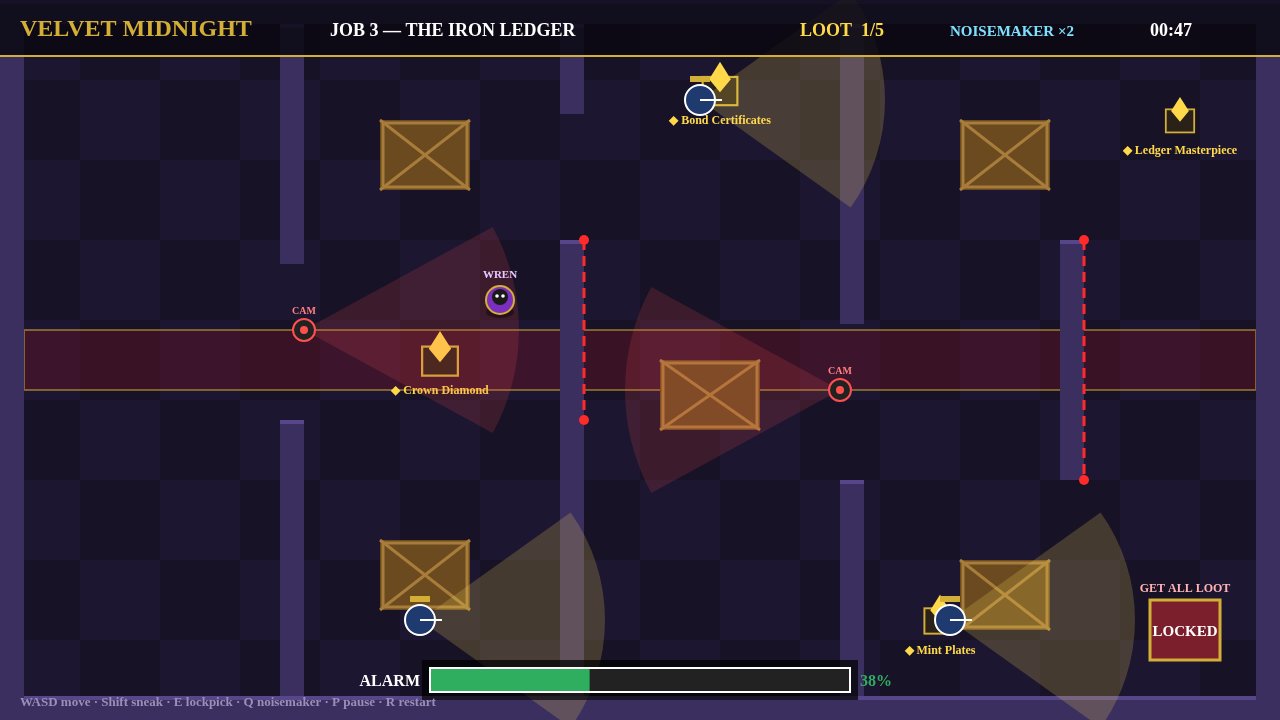 VELVET MIDNIGHT
JOB 3 — THE IRON LEDGER
LOOT 1/5
NOISEMAKER ×2
00:47
◆ Bond Certificates
◆ Ledger Masterpiece
WREN
CAM
CAM
◆ Crown Diamond
GET ALL LOOT
LOCKED
◆ Mint Plates
ALARM
38%
WASD move · Shift sneak · E lockpick · Q noisemaker · P pause · R restart